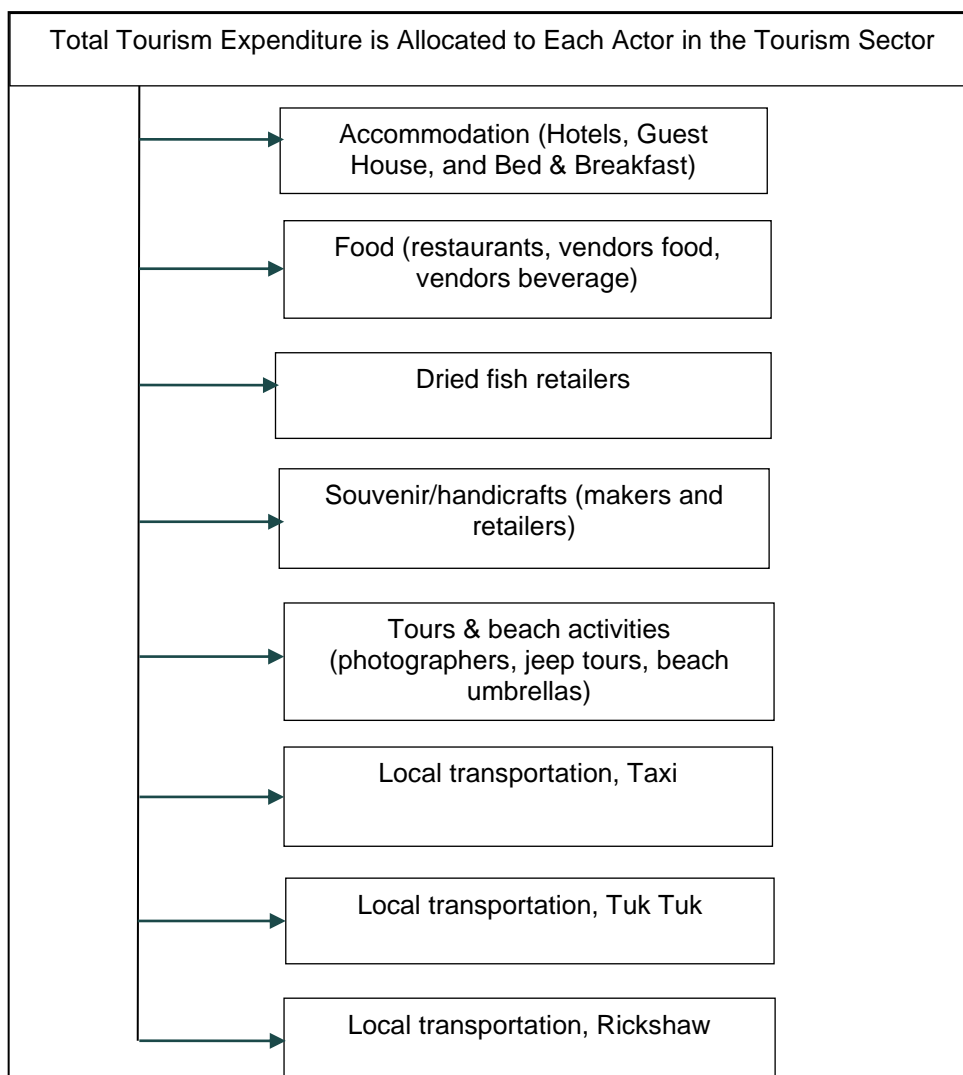 Total Tourism Expenditure is Allocated to Each Actor in the Tourism Sector
Accommodation (Hotels, Guest
House, and Bed & Breakfast)
Food (restaurants, vendors food,
vendors beverage)
Dried fish retailers
Souvenir/handicrafts (makers and
retailers)
Tours & beach activities
(photographers, jeep tours, beach
umbrellas)
Local transportation, Taxi
Local transportation, Tuk Tuk
Local transportation, Rickshaw